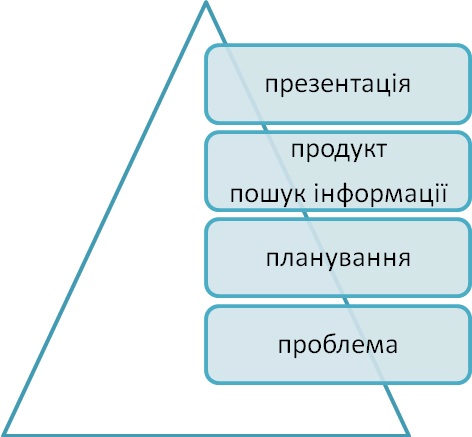 презентація
продукт
пошук інформації
планування
проблема